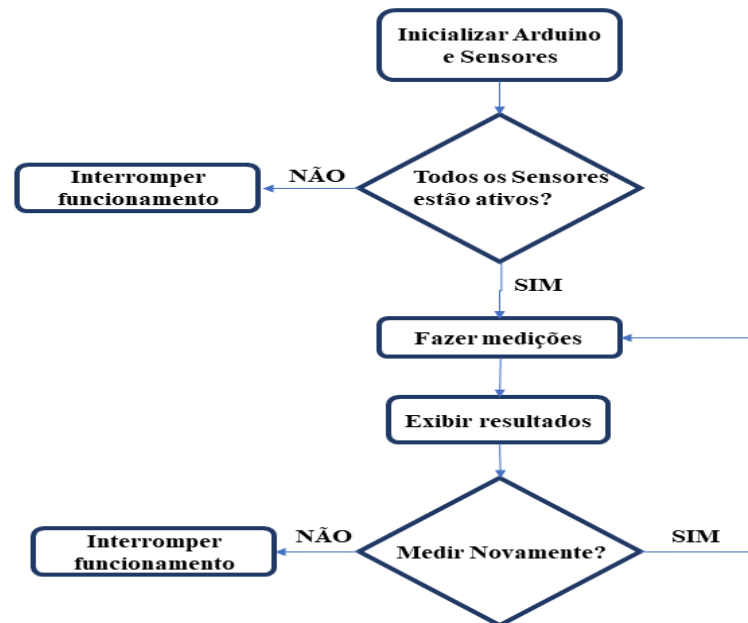 Inicializar Arduino
e Sensores
Todos os Sensores
estão ativos?
NÃO
Interromper
funcionamento
SIM
Fazer medições
Exibir resultados
Medir Novamente?
NÃO
Interromper
funcionamento
SIM